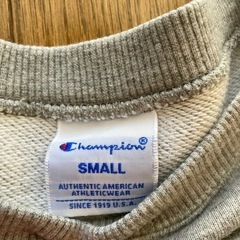 Champion®
SMALL
AUTHENTIC AMERICAN
ATHLETICWEAR
SINCE 1919 U.S.A.